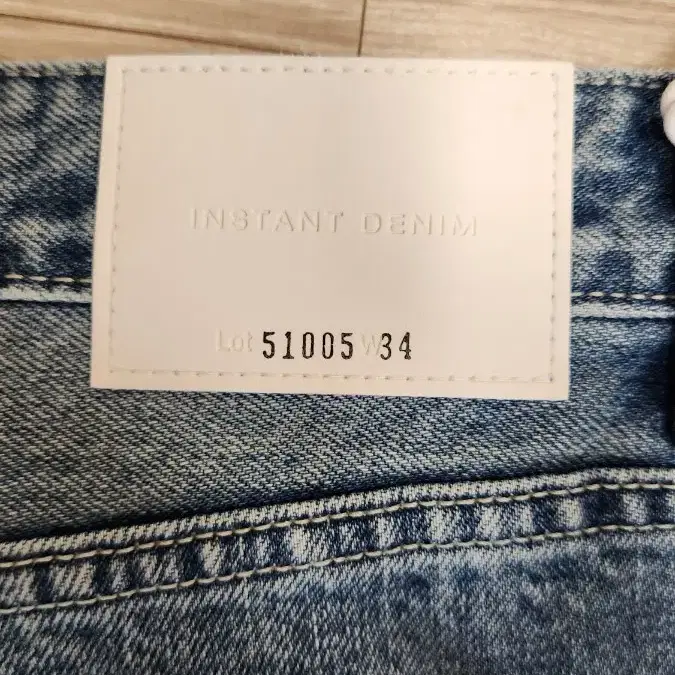 INSTANT DENIM
Lot 51005 W34